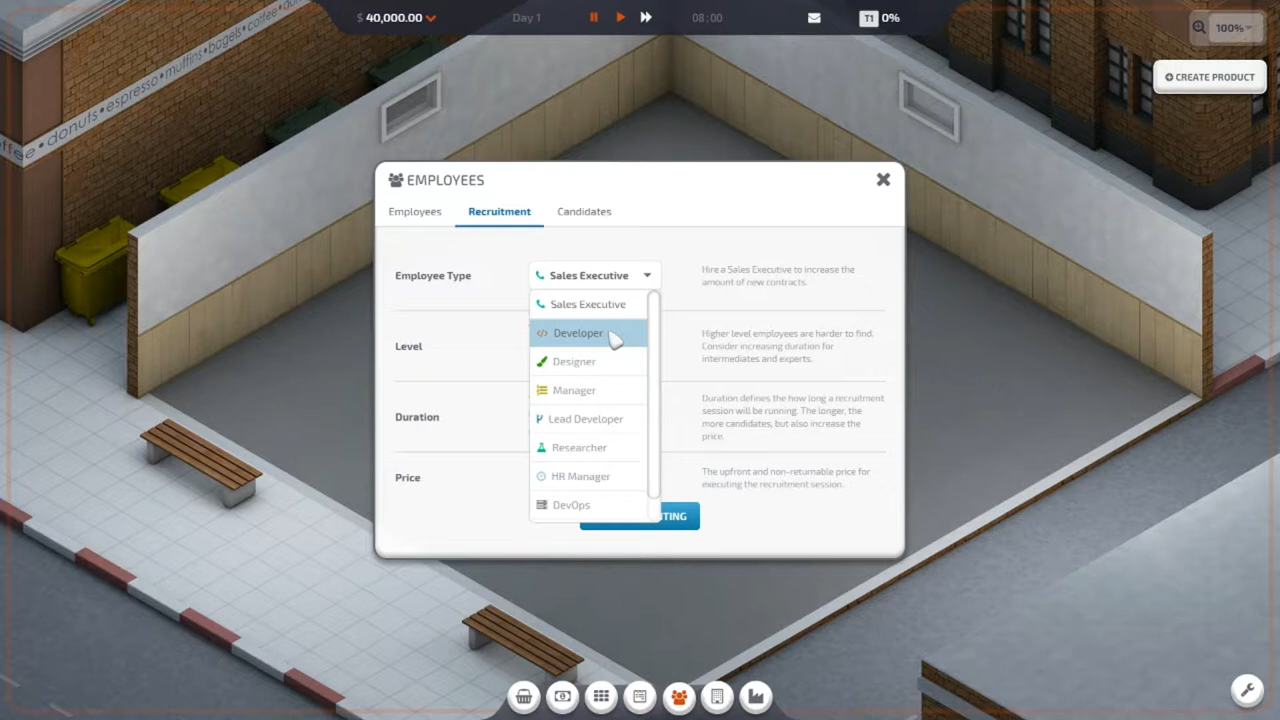 $ 40,000.00
Day 1
08:00
T1 0%
100%
CREATE PRODUCT
coffee • donuts • espresso • muffins • bagels • coffee • don
EMPLOYEES
Employees Recruitment Candidates
Employee Type
Sales Executive
Hire a Sales Executive to increase the
amount of new contracts.
Sales Executive
Developer
Designer
Manager
Lead Developer
Researcher
HR Manager
DevOps
Level
Higher level employees are harder to find.
Consider increasing duration for
intermediates and experts.
Duration
Duration defines the how long a recruitment
session will be running. The longer, the
more candidates, but also increase the
price.
Price
The upfront and non-returnable price for
executing the recruitment session.
ITING